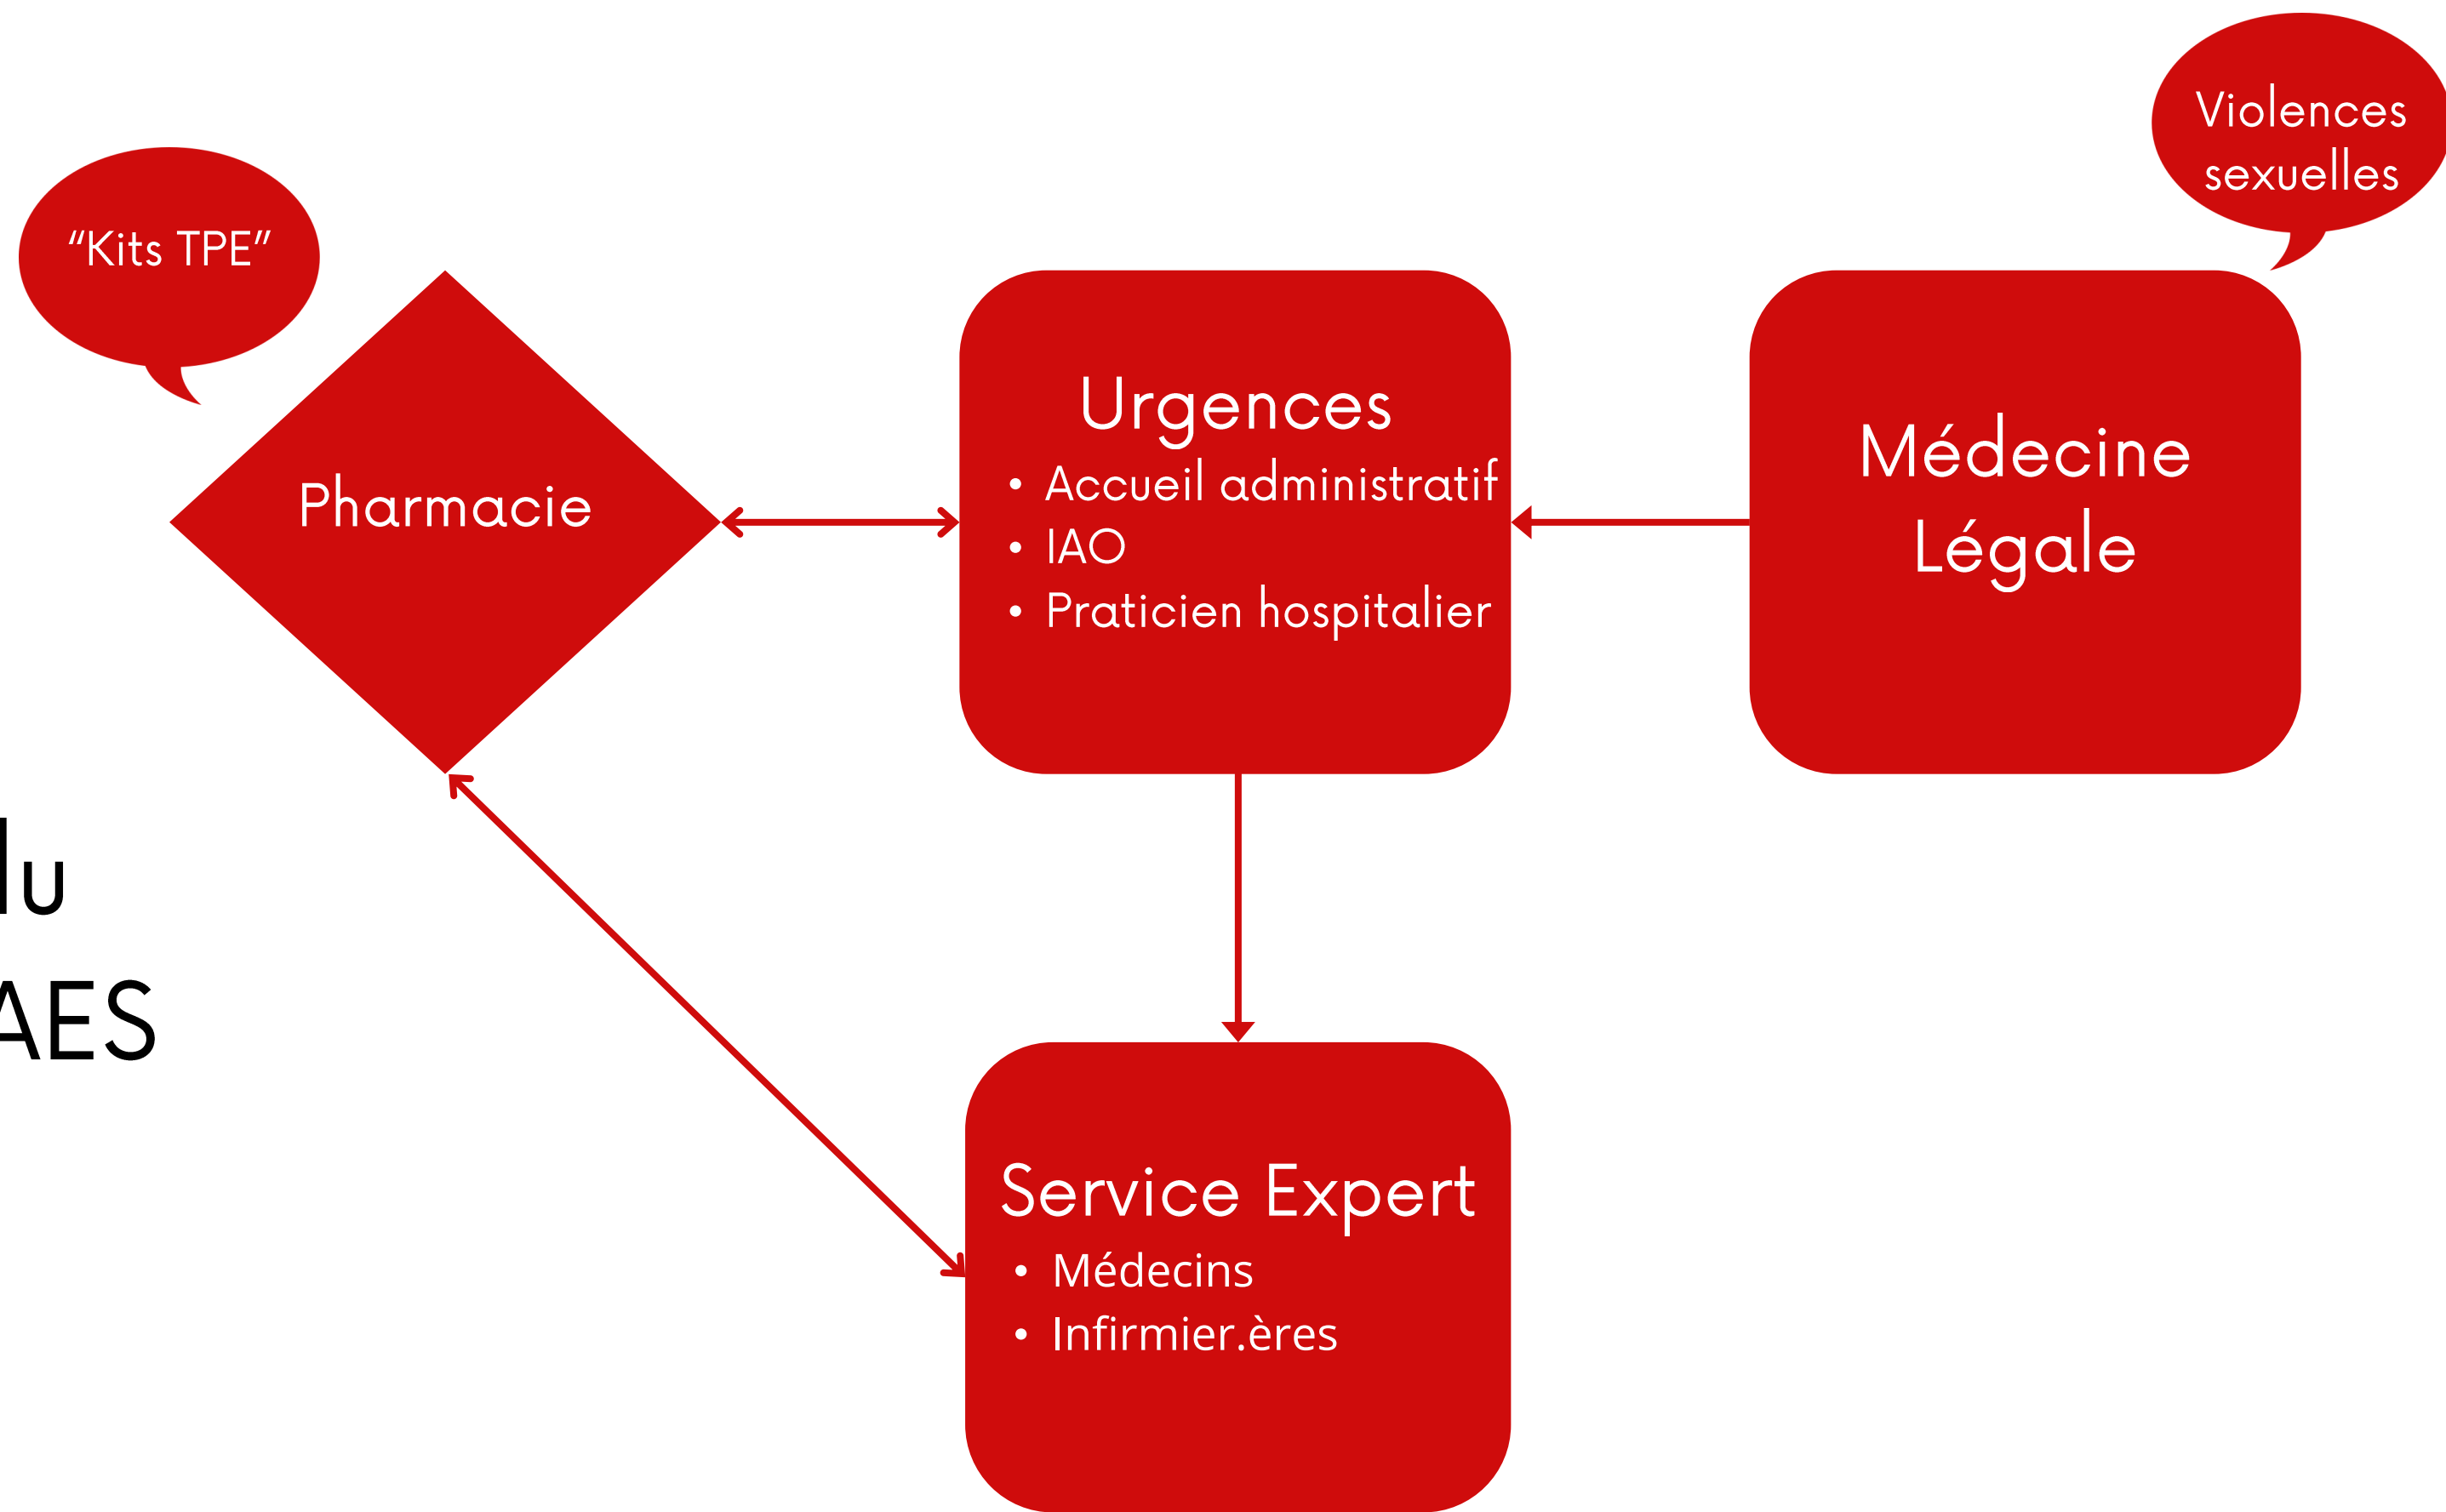 Violences
sexuelles
“Kits TPE”
Pharmacie
Urgences
• Accueil administratif
• IAO
• Praticien hospitalier
Médecine
Légale
AES
Service Expert
• Médecins
• Infirmier.ères